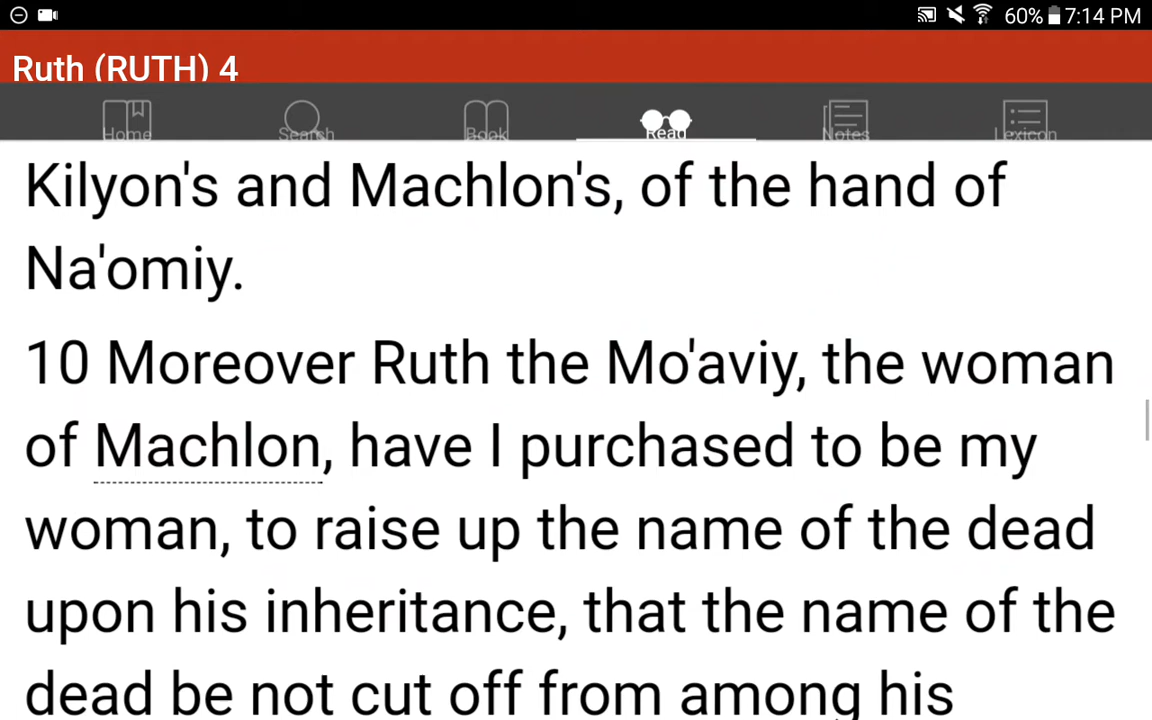 60% 7:14 PM
Ruth (RUTH) 4
Home Search Book Read Notes Lexicon
Kilyon's and Machlon's, of the hand of
Na'omiy.
10 Moreover Ruth the Mo'aviy, the woman
of Machlon, have I purchased to be my
woman, to raise up the name of the dead
upon his inheritance, that the name of the
dead be not cut off from among his